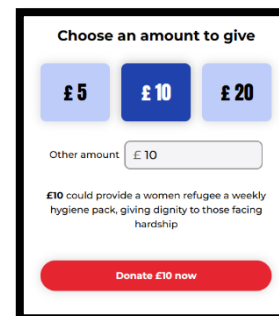 Choose an amount to give
£ 5 £ 10 £ 20
Other amount £ 10
£10 could provide a women refugee a weekly
hygiene pack, giving dignity to those facing
hardship
Donate £10 now